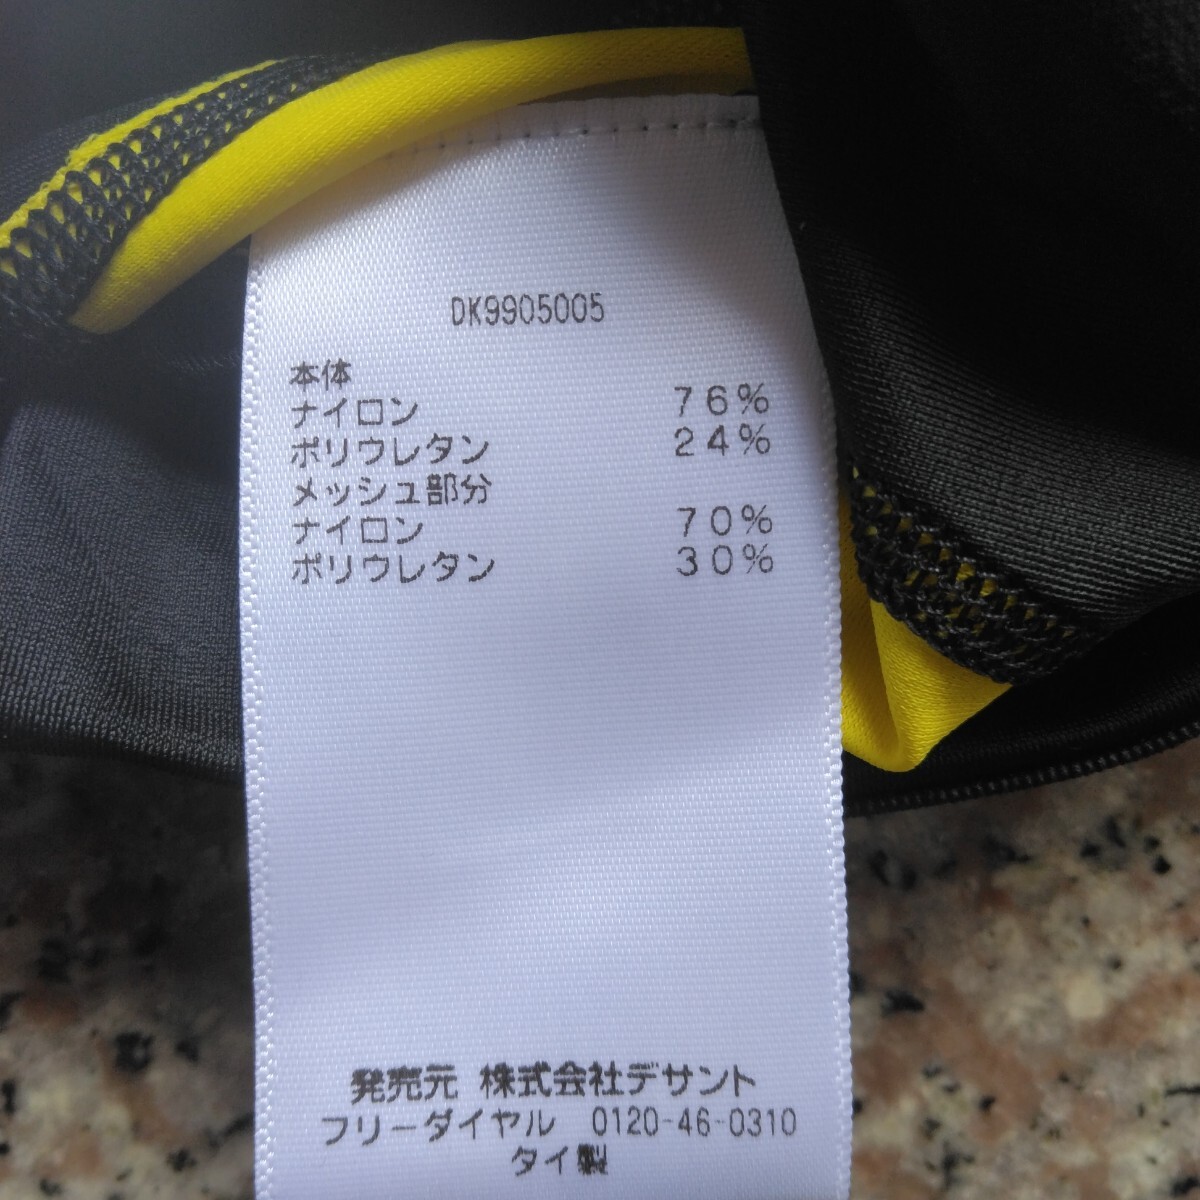 DK9905005
本体
ナイロン 76%
ポリウレタン 24%
メッシュ部分
ナイロン 70%
ポリウレタン 30%
発売元 株式会社デサント
フリーダイヤル 0120-46-0310
タイ製